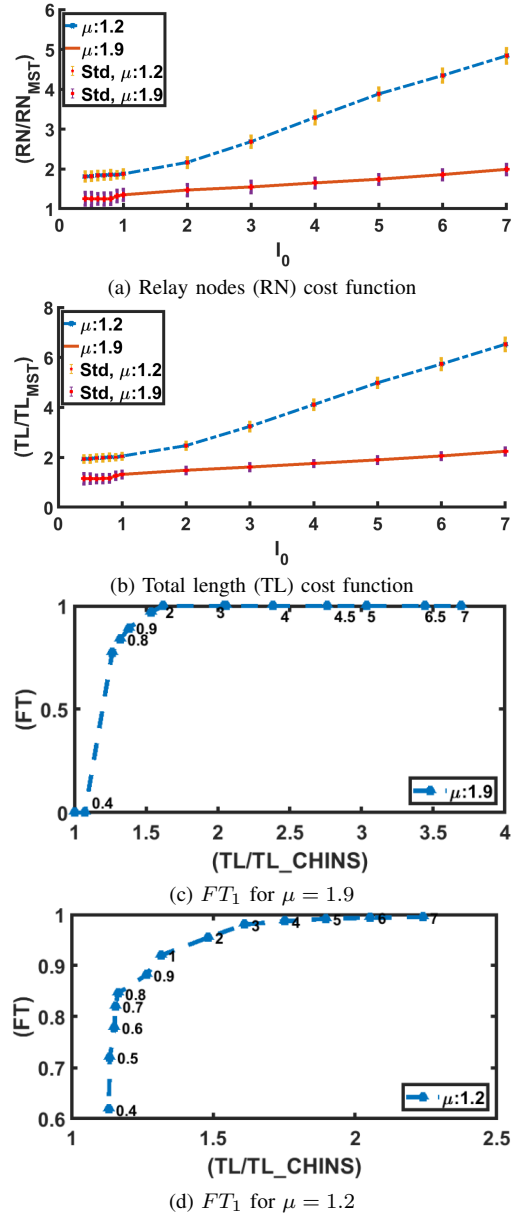 6
5
4
3
2
1
(RN/RN_MST)
μ:1.2
μ:1.9
Std, μ:1.2
Std, μ:1.9
0 1 2 3 4 5 6 7
I_0
(a) Relay nodes (RN) cost function
8
6
4
2
0
(TL/TL_MST)
μ:1.2
μ:1.9
Std, μ:1.2
Std, μ:1.9
0 1 2 3 4 5 6 7
I_0
(b) Total length (TL) cost function
1
0.5
0
(FT)
0.4
0.8
0.9
2 3 4 4.5 5 6.5 7
μ:1.9
1 1.5 2 2.5 3 3.5 4
(TL/TL_CHINS)
(c) FT_1 for μ = 1.9
1
0.9
0.8
0.7
0.6
(FT)
0.4
0.5
0.6
0.7
0.8
0.9
1
2 3 4 5 6 7
μ:1.2
1 1.5 2 2.5
(TL/TL_CHINS)
(d) FT_1 for μ = 1.2